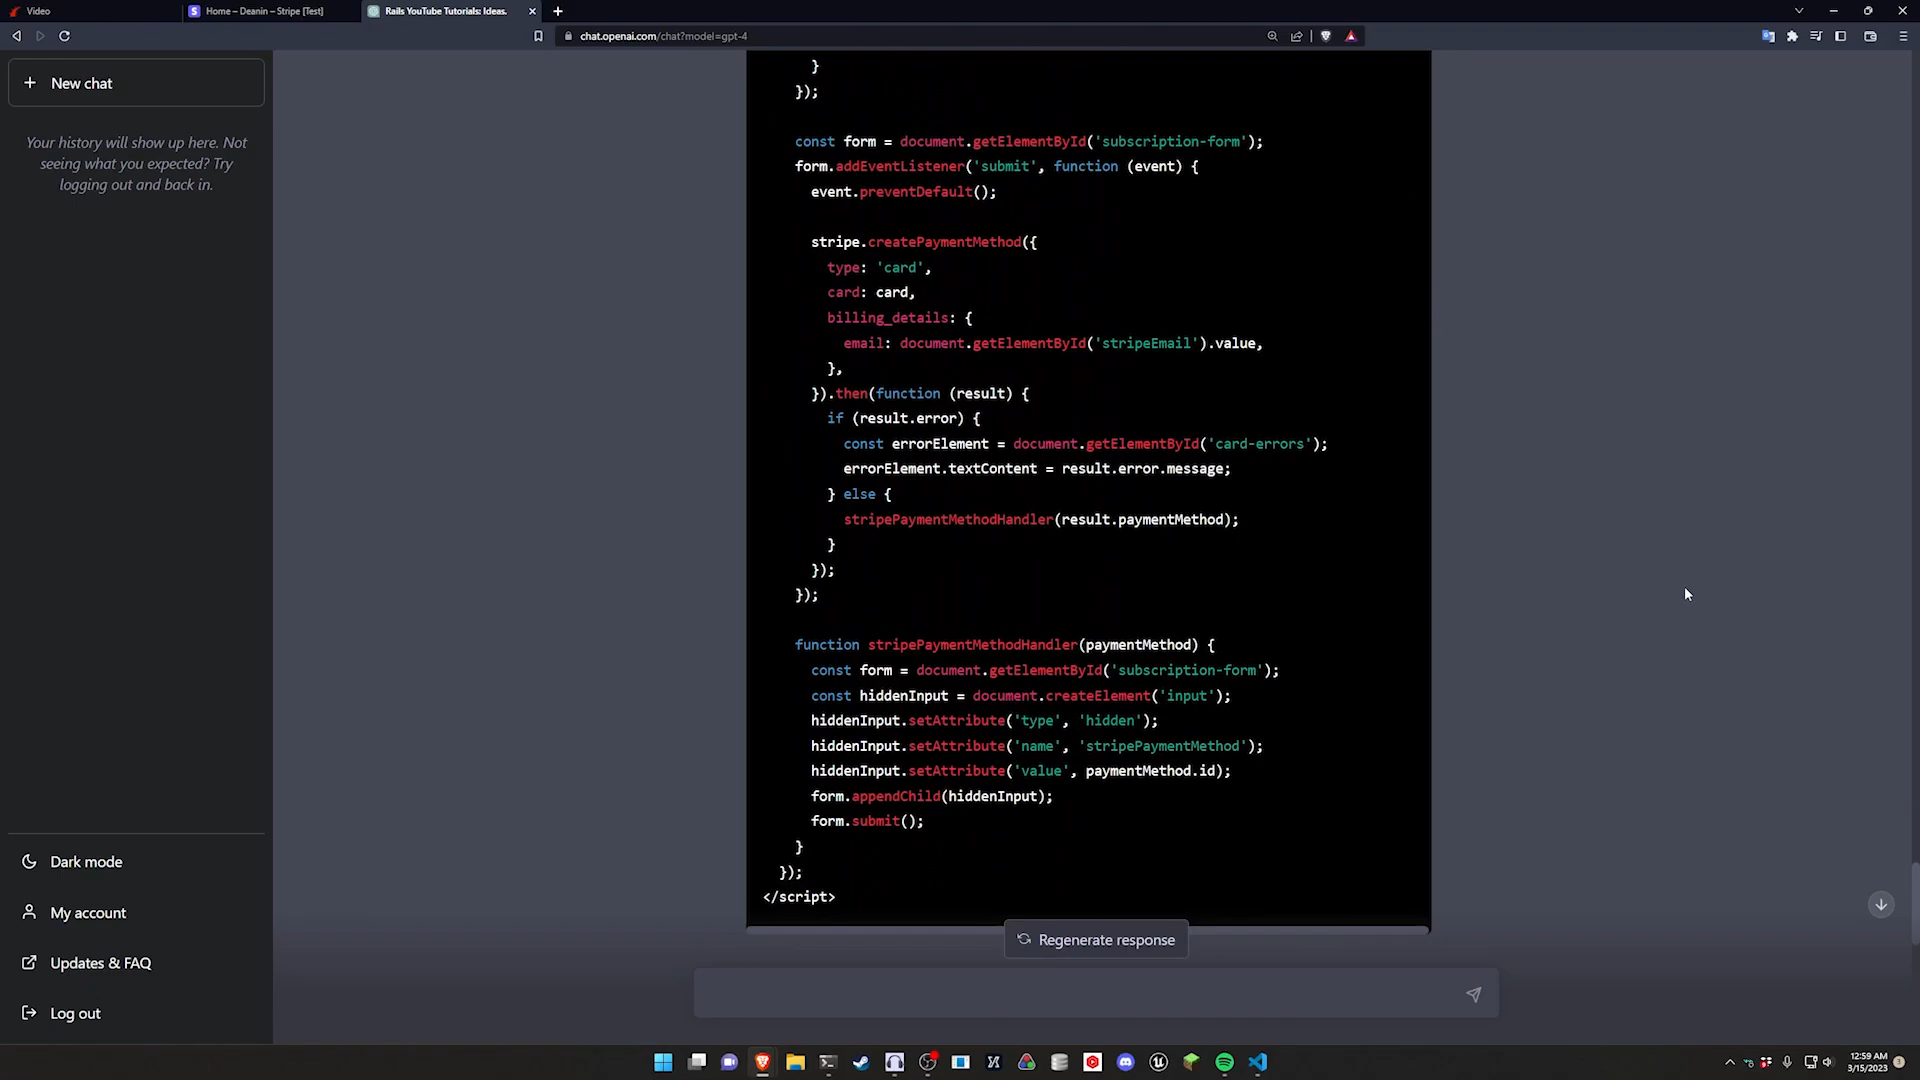 Video
Home – Deanin – Stripe [Test]
Rails YouTube Tutorials: Ideas.
chat.openai.com/chat?model=gpt-4
New chat
Your history will show up here. Not
seeing what you expected? Try
logging out and back in.
Dark mode
My account
Updates & FAQ
Log out
}
});
const form = document.getElementById('subscription-form');
form.addEventListener('submit', function (event) {
event.preventDefault();
stripe.createPaymentMethod({
type: 'card',
card: card,
billing_details: {
email: document.getElementById('stripeEmail').value,
},
}).then(function (result) {
if (result.error) {
const errorElement = document.getElementById('card-errors');
errorElement.textContent = result.error.message;
} else {
stripePaymentMethodHandler(result.paymentMethod);
}
});
});
function stripePaymentMethodHandler(paymentMethod) {
const form = document.getElementById('subscription-form');
const hiddenInput = document.createElement('input');
hiddenInput.setAttribute('type', 'hidden');
hiddenInput.setAttribute('name', 'stripePaymentMethod');
hiddenInput.setAttribute('value', paymentMethod.id);
form.appendChild(hiddenInput);
form.submit();
}
});
</script>
Regenerate response
12:59 AM
3/15/2023